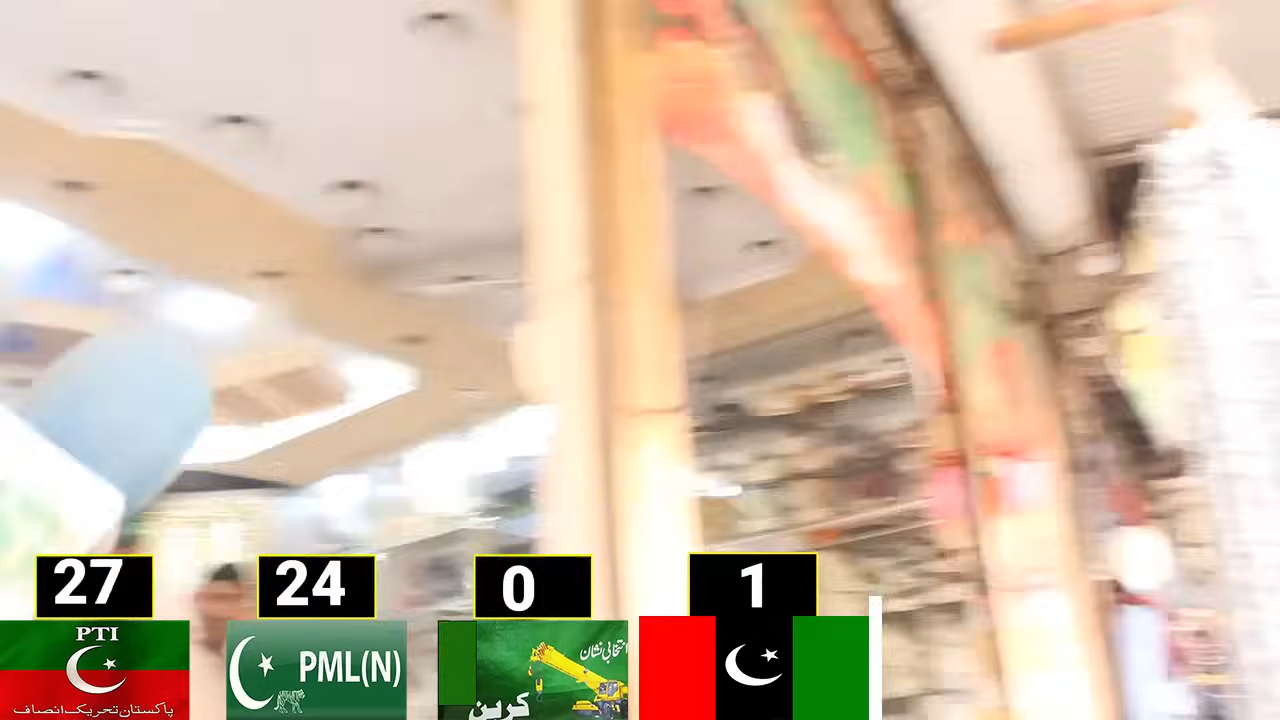 27
24
0
1
PTI
پاکستان تحریک انصاف
PML(N)
انتخابی نشان
کرین